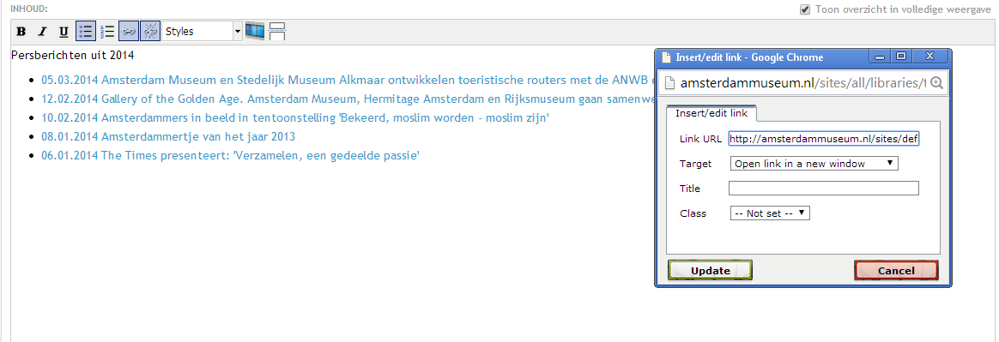 INHOUD:
Toon overzicht in volledige weergave
B I U Styles
Persberichten uit 2014
05.03.2014 Amsterdam Museum en Stedelijk Museum Alkmaar ontwikkelen toeristische routers met de ANWB
12.02.2014 Gallery of the Golden Age. Amsterdam Museum, Hermitage Amsterdam en Rijksmuseum gaan samenwe
10.02.2014 Amsterdammers in beeld in tentoonstelling 'Bekeerd, moslim worden - moslim zijn'
08.01.2014 Amsterdammertje van het jaar 2013
06.01.2014 The Times presenteert: 'Verzamelen, een gedeelde passie'
Insert/edit link - Google Chrome
amsterdammuseum.nl/sites/all/libraries/t
Insert/edit link
Link URL http://amsterdammuseum.nl/sites/def
Target Open link in a new window
Title
Class -- Not set --
Update Cancel